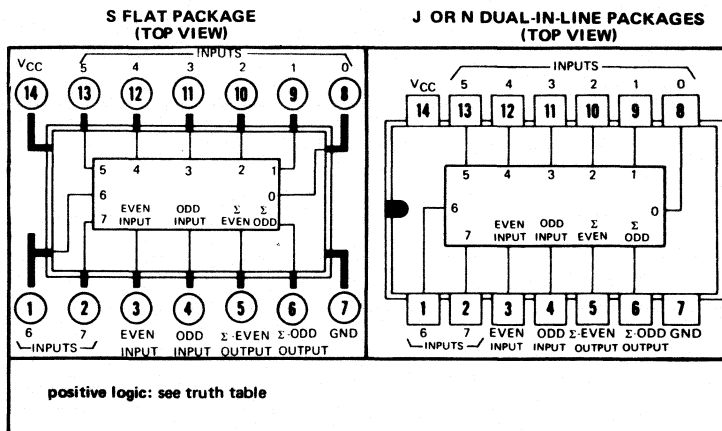 S FLAT PACKAGE
(TOP VIEW)
INPUTS
VCC 5 4 3 2 1 0
14 13 12 11 10 9 8
5 4 3 2 1
6 0
7 EVEN INPUT ODD INPUT Σ EVEN Σ ODD
1 2 3 4 5 6 7
6 7 EVEN INPUT ODD INPUT Σ·EVEN OUTPUT Σ·ODD OUTPUT GND
INPUTS
J OR N DUAL-IN-LINE PACKAGES
(TOP VIEW)
INPUTS
VCC 5 4 3 2 1 0
14 13 12 11 10 9 8
5 4 3 2 1
6 0
7 EVEN INPUT ODD INPUT Σ EVEN Σ ODD
1 2 3 4 5 6 7
6 7 EVEN INPUT ODD INPUT Σ·EVEN OUTPUT Σ·ODD OUTPUT GND
INPUTS
positive logic: see truth table